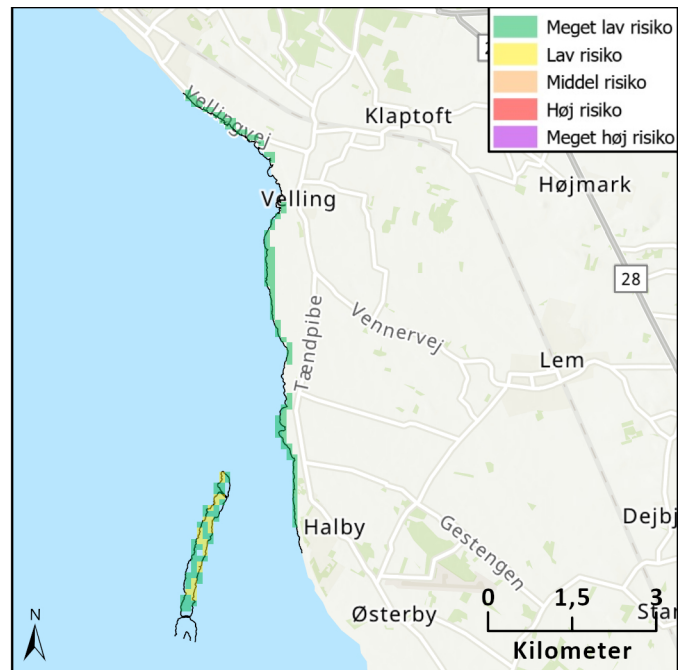 Meget lav risiko
Lav risiko
Middel risiko
Høj risiko
Meget høj risiko
Klaptoft
Vellingvej
Højmark
Velling
28
Vennervej
Tændpibe
Lem
Dejbj
Halby
Gestengen
Østerby
0 1,5 3
Kilometer
N